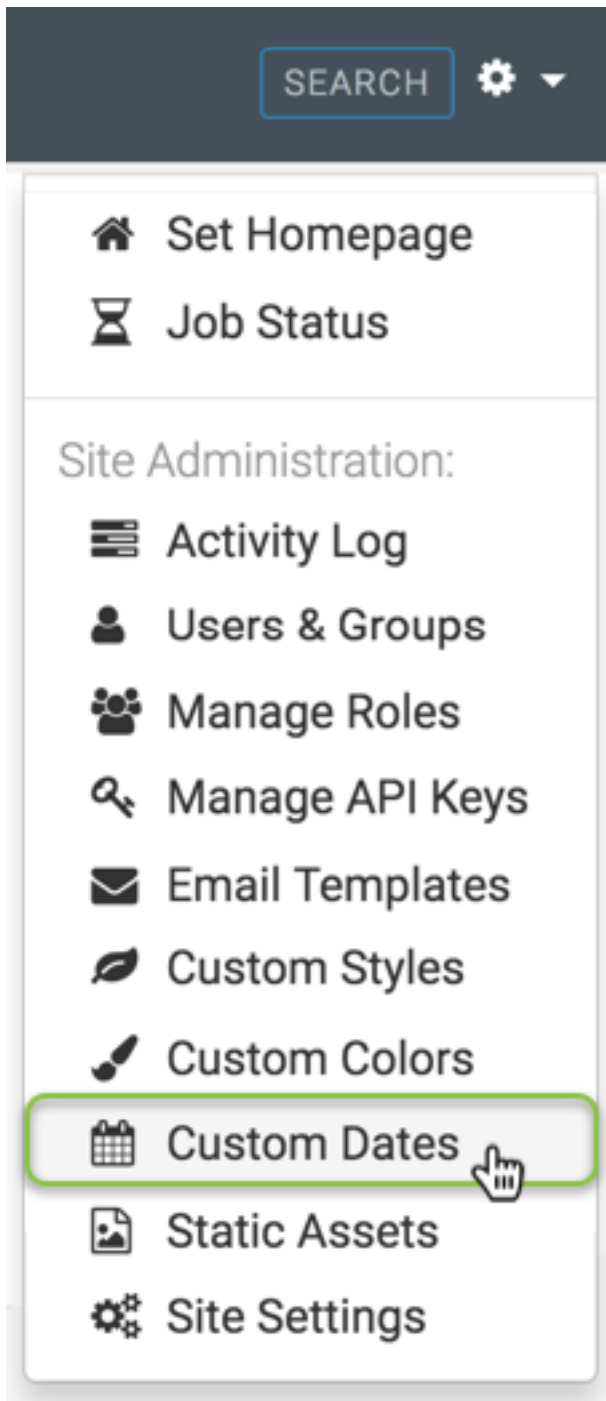 SEARCH
Set Homepage
Job Status
Site Administration:
Activity Log
Users & Groups
Manage Roles
Manage API Keys
Email Templates
Custom Styles
Custom Colors
Custom Dates
Static Assets
Site Settings